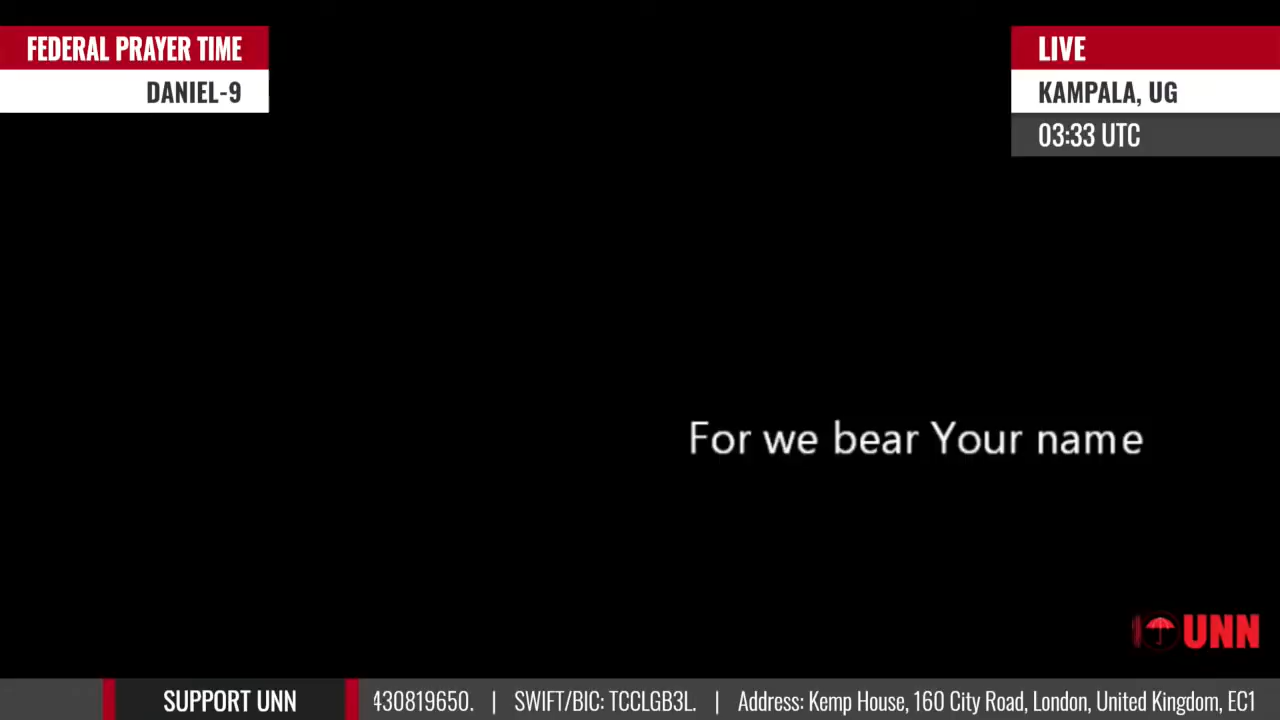 FEDERAL PRAYER TIME
DANIEL-9
LIVE
KAMPALA, UG
03:33 UTC
For we bear Your name
UNN
SUPPORT UNN
430819650. | SWIFT/BIC: TCCLGB3L. | Address: Kemp House, 160 City Road, London, United Kingdom, EC1